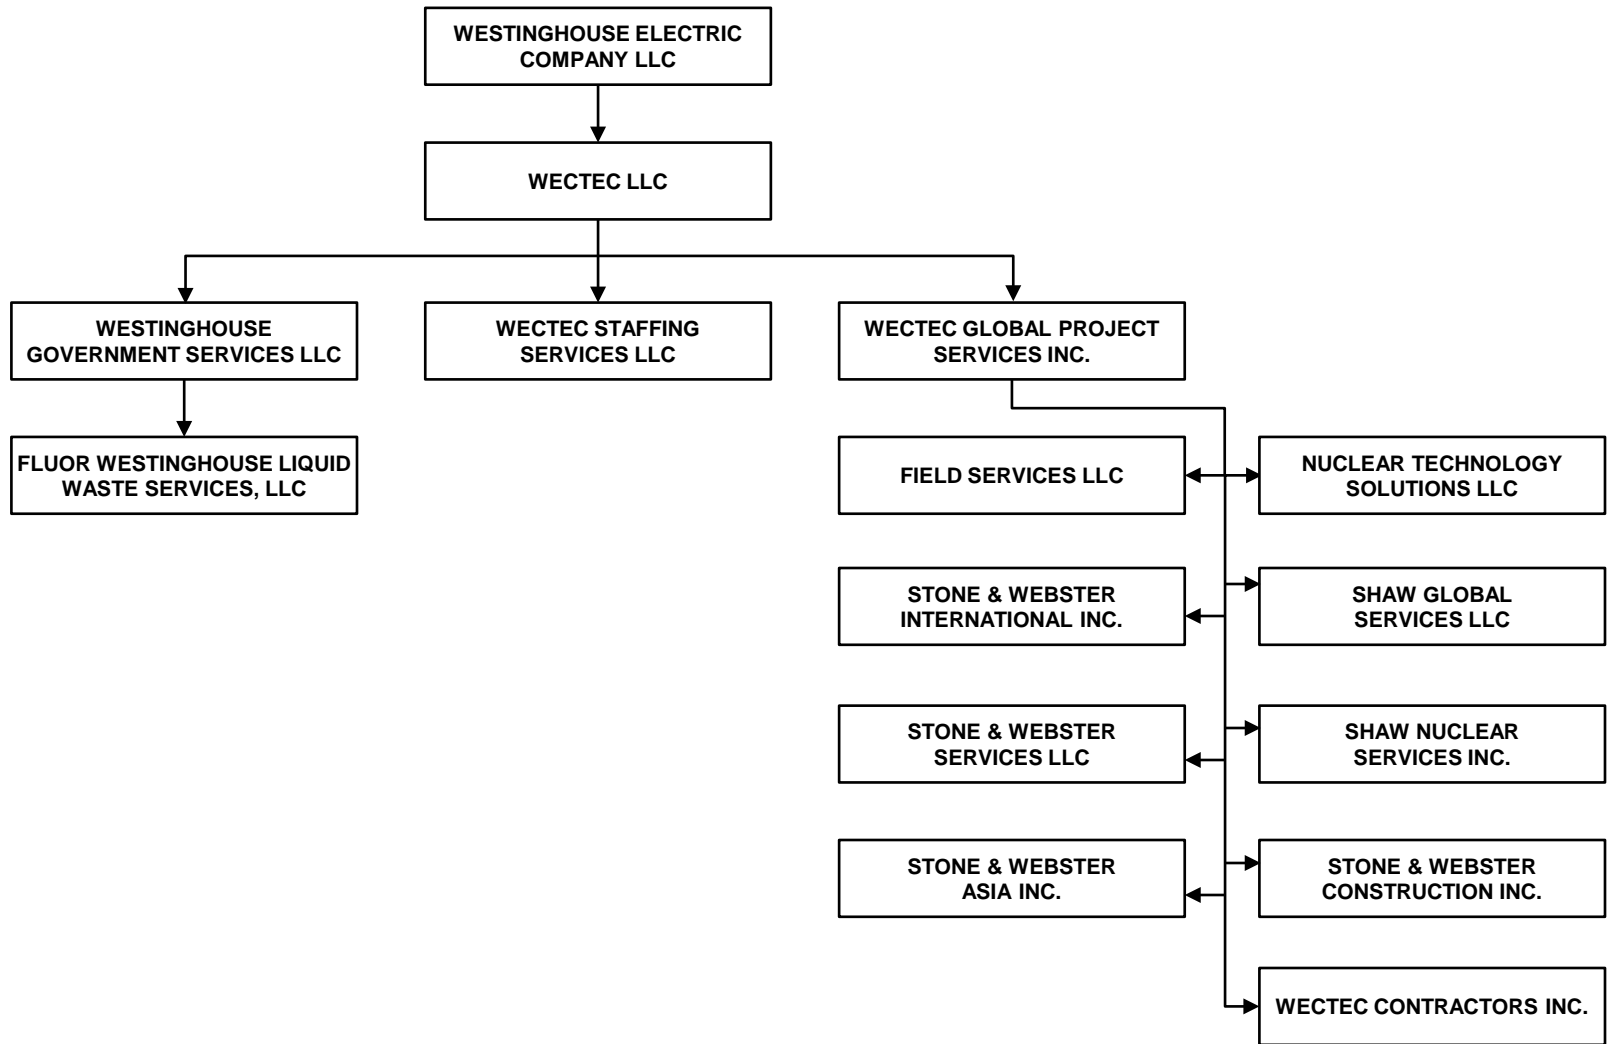 WESTINGHOUSE ELECTRIC
COMPANY LLC
WECTEC LLC
WESTINGHOUSE
GOVERNMENT SERVICES LLC
WECTEC STAFFING
SERVICES LLC
WECTEC GLOBAL PROJECT
SERVICES INC.
FLUOR WESTINGHOUSE LIQUID
WASTE SERVICES, LLC
FIELD SERVICES LLC
NUCLEAR TECHNOLOGY
SOLUTIONS LLC
STONE & WEBSTER
INTERNATIONAL INC.
SHAW GLOBAL
SERVICES LLC
STONE & WEBSTER
SERVICES LLC
SHAW NUCLEAR
SERVICES INC.
STONE & WEBSTER
ASIA INC.
STONE & WEBSTER
CONSTRUCTION INC.
WECTEC CONTRACTORS INC.